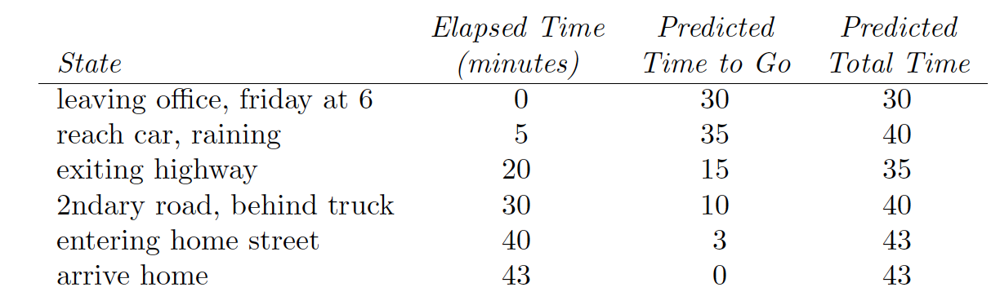 Elapsed Time Predicted Predicted
State (minutes) Time to Go Total Time
leaving office, friday at 6 0 30 30
reach car, raining 5 35 40
exiting highway 20 15 35
2ndary road, behind truck 30 10 40
entering home street 40 3 43
arrive home 43 0 43